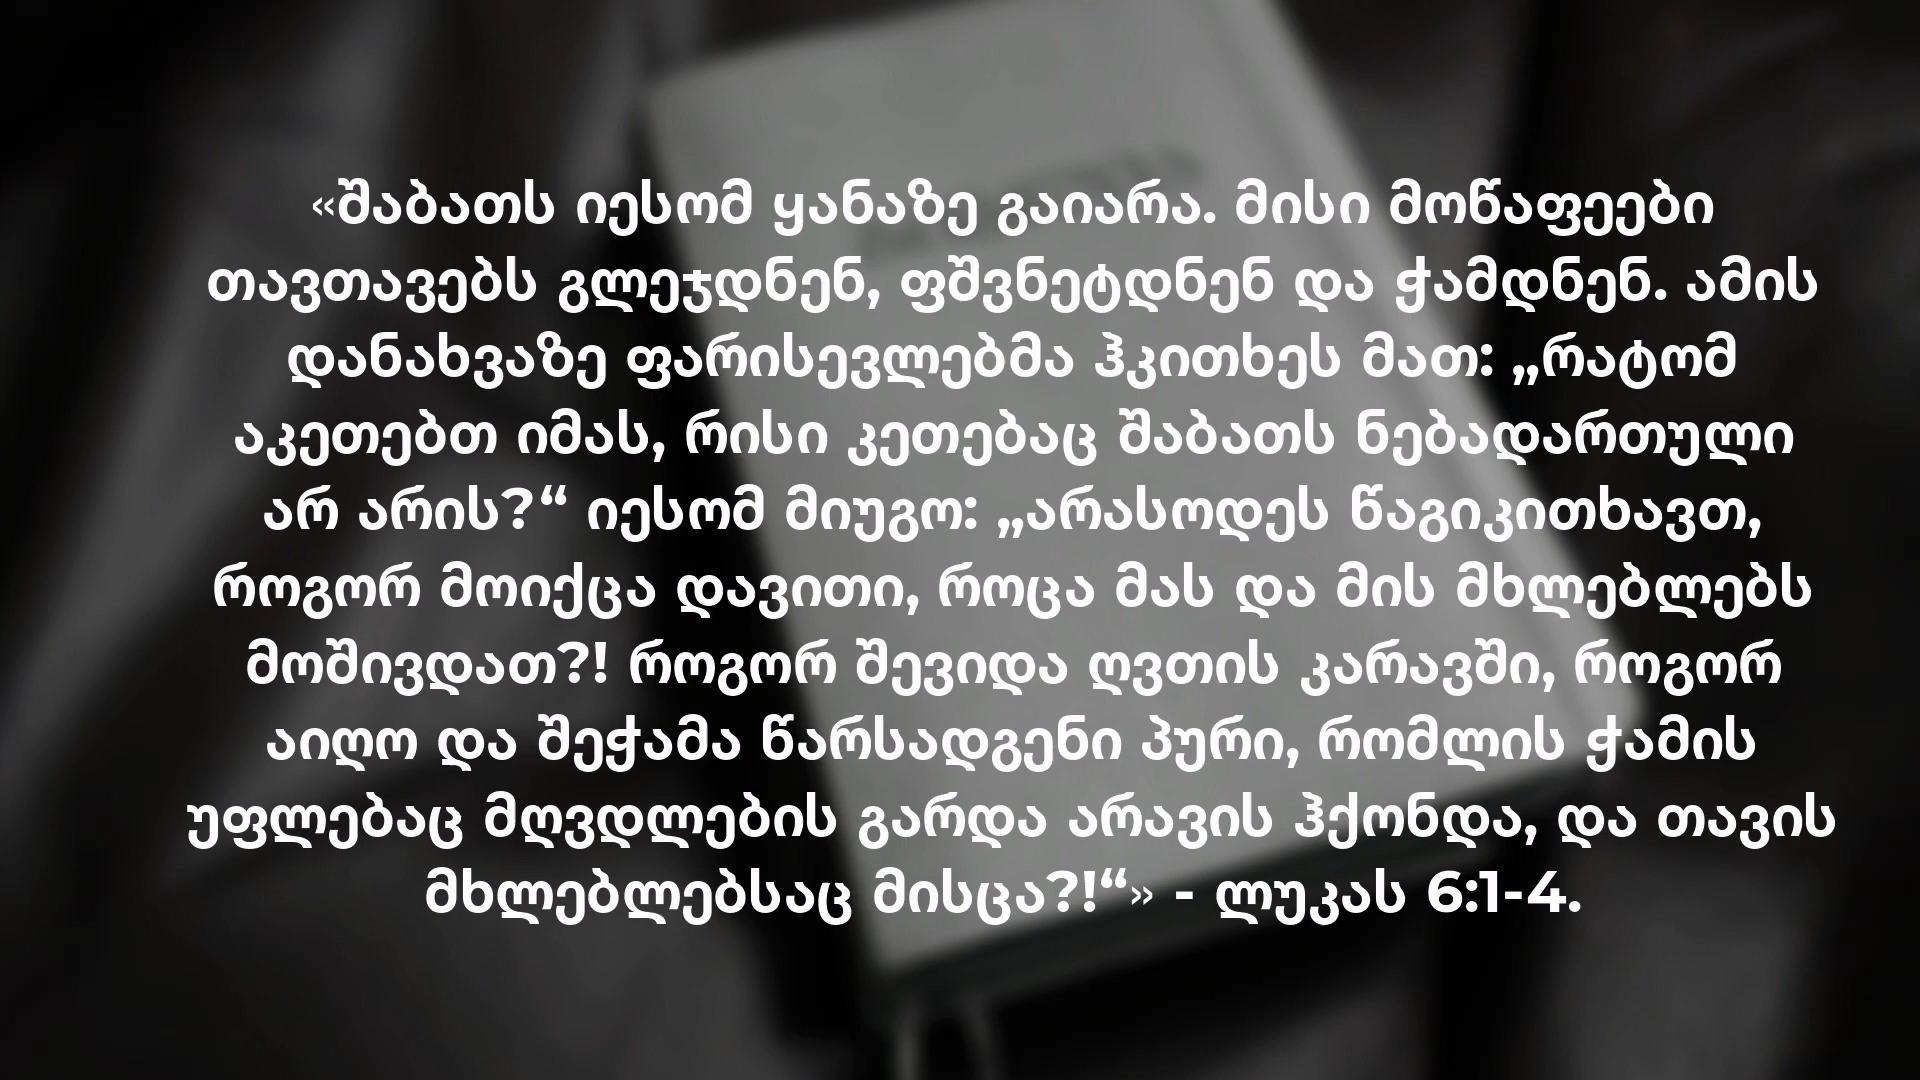 «შაბათს იესომ ყანაზე გაიარა. მისი მოწაფეები
თავთავებს გლეჯდნენ, ფშვნეტდნენ და ჭამდნენ. ამის
დანახვაზე ფარისევლებმა ჰკითხეს მათ: „რატომ
აკეთებთ იმას, რისი კეთებაც შაბათს ნებადართული
არ არის?“ იესომ მიუგო: „არასოდეს წაგიკითხავთ,
როგორ მოიქცა დავითი, როცა მას და მის მხლებლებს
მოშივდათ?! როგორ შევიდა ღვთის კარავში, როგორ
აიღო და შეჭამა წარსადგენი პური, რომლის ჭამის
უფლებაც მღვდლების გარდა არავის ჰქონდა, და თავის
მხლებლებსაც მისცა?!“» - ლუკას 6:1-4.